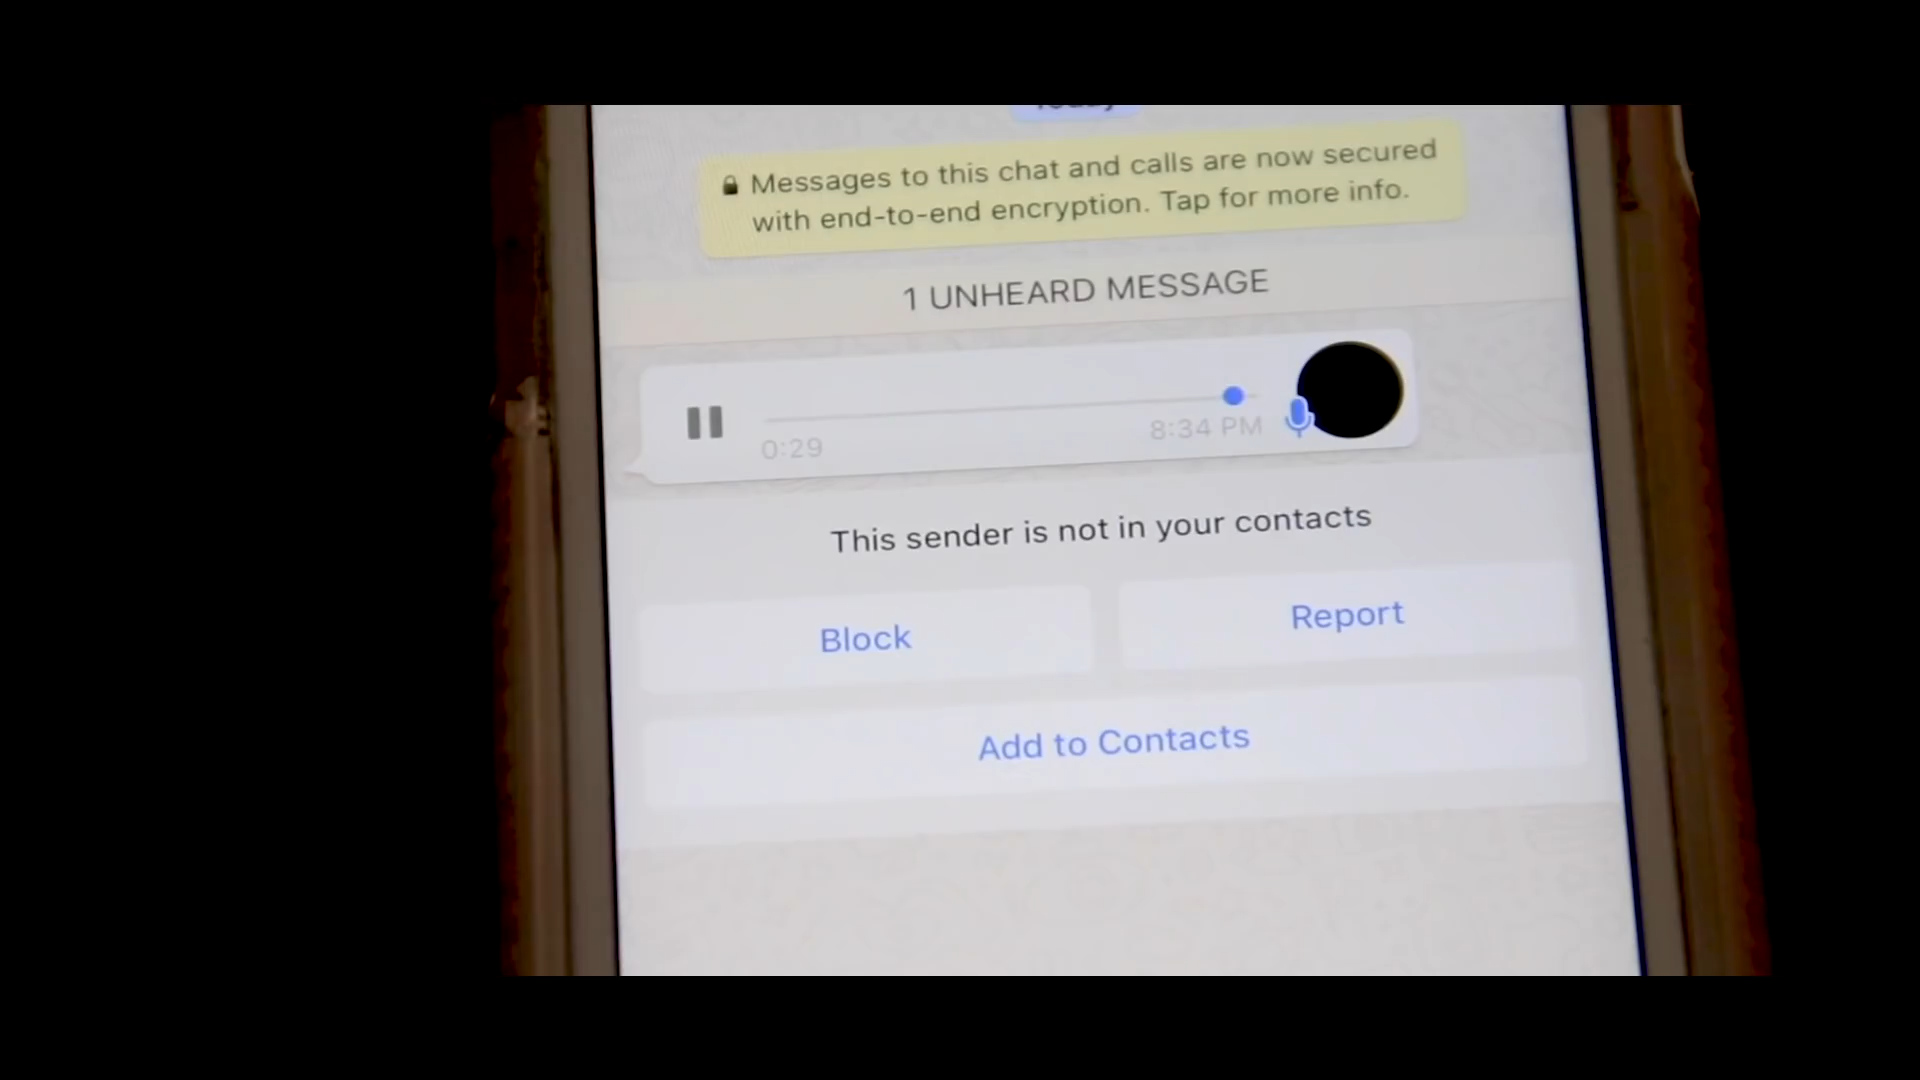 Today
Messages to this chat and calls are now secured
with end-to-end encryption. Tap for more info.
1 UNHEARD MESSAGE
0:29
8:34 PM
This sender is not in your contacts
Block
Report
Add to Contacts